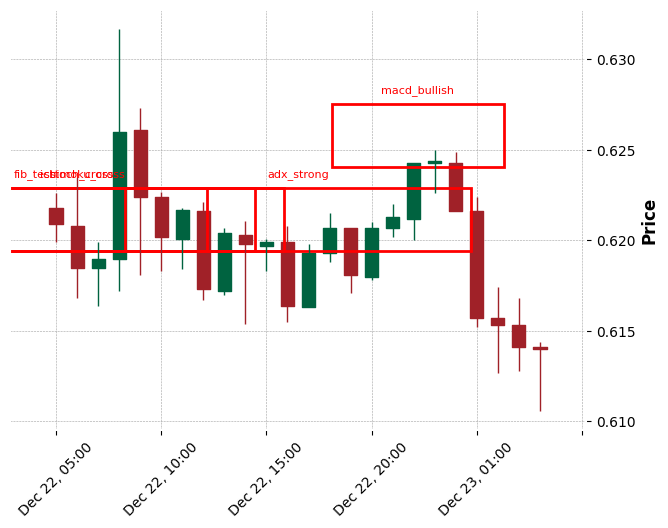 0.630
macd_bullish
0.625
adx_strong
0.620
Price
0.615
0.610
Dec 22, 05:00
Dec 22, 10:00
Dec 22, 15:00
Dec 22, 20:00
Dec 23, 01:00